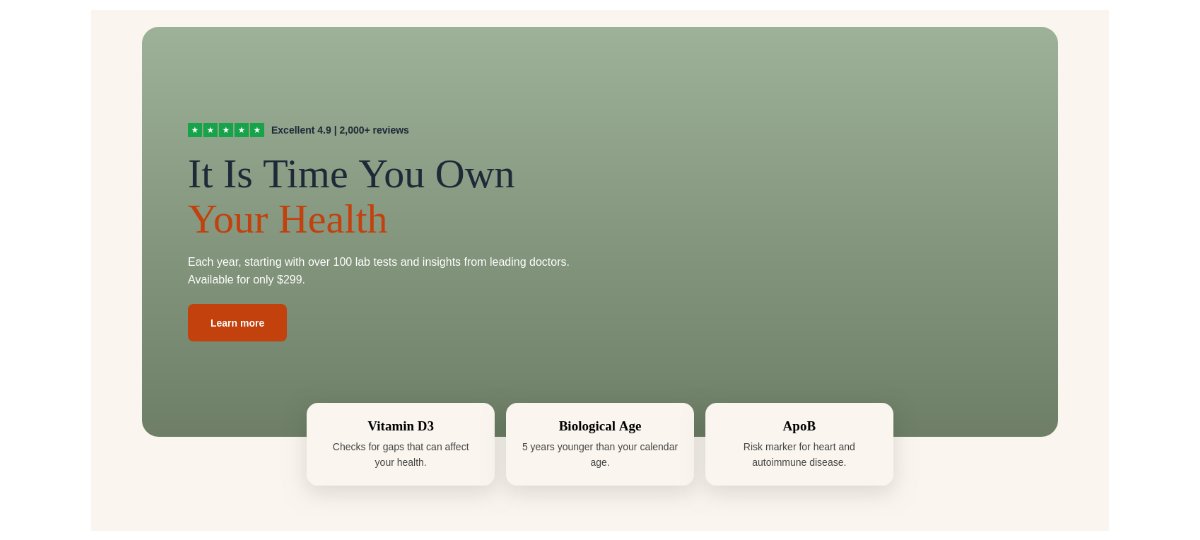 Excellent 4.9 | 2,000+ reviews
It Is Time You Own
Your Health
Each year, starting with over 100 lab tests and insights from leading doctors.
Available for only $299.
Learn more
Vitamin D3
Checks for gaps that can affect
your health.
Biological Age
5 years younger than your calendar
age.
ApoB
Risk marker for heart and
autoimmune disease.